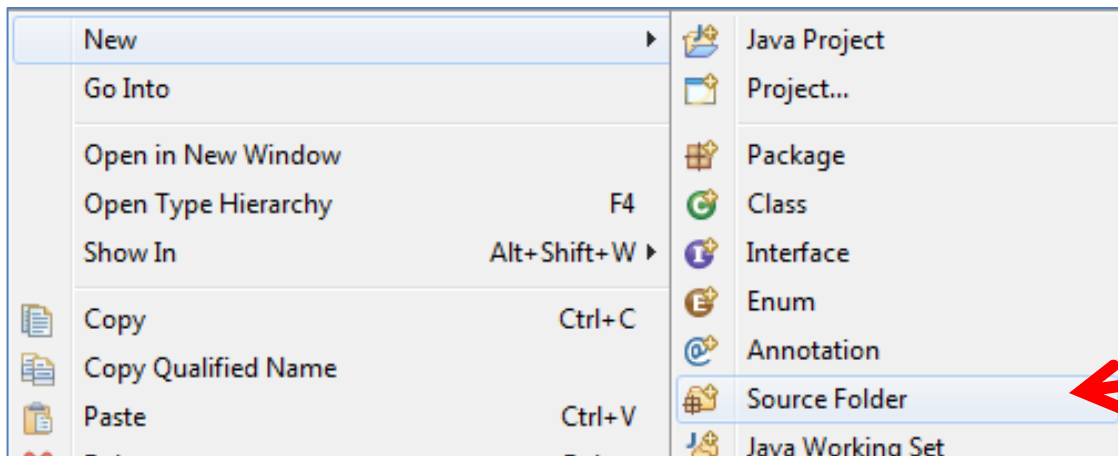 New
Go Into
Open in New Window
Open Type Hierarchy F4
Show In Alt+Shift+W
Copy Ctrl+C
Copy Qualified Name
Paste Ctrl+V
Java Project
Project...
Package
Class
Interface
Enum
Annotation
Source Folder
Java Working Set